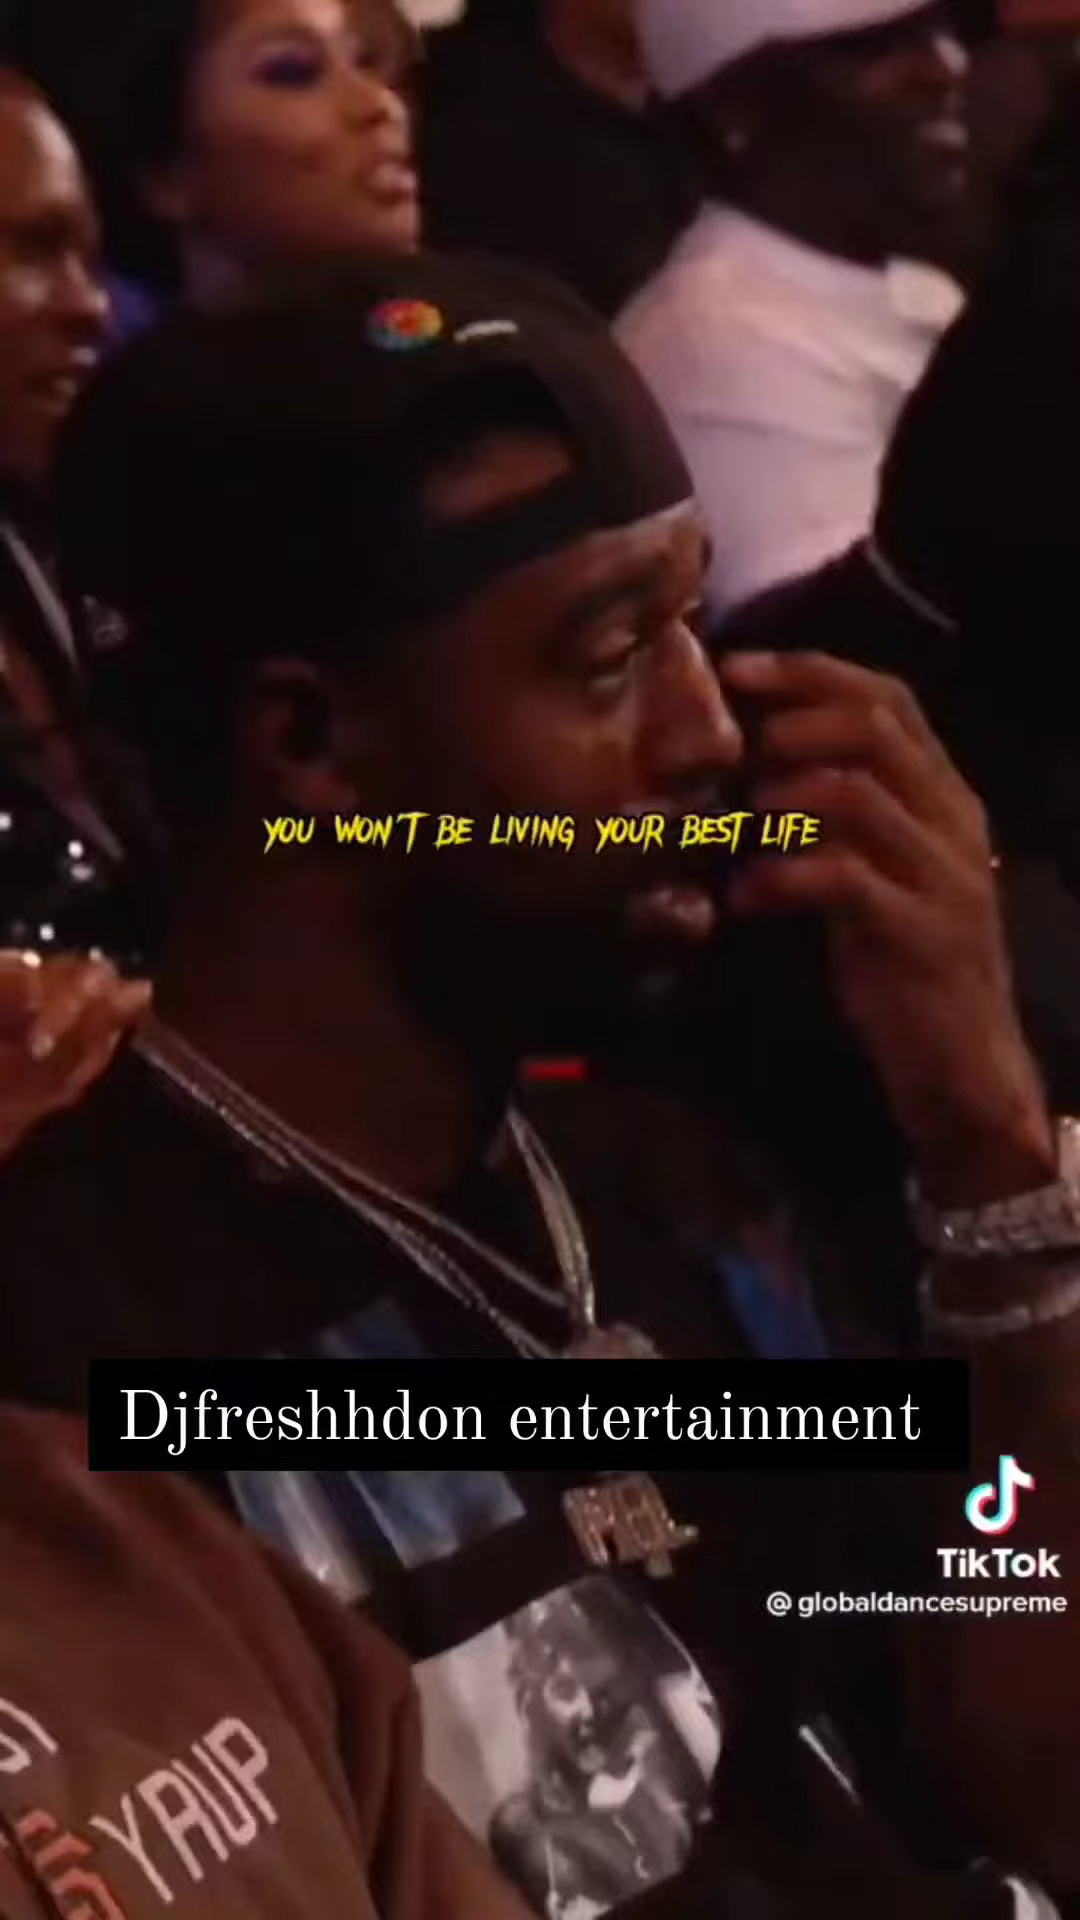 YOU WON'T BE LIVING YOUR BEST LIFE
Djfreshhdon entertainment
TikTok
@globaldancesupreme
YRUP